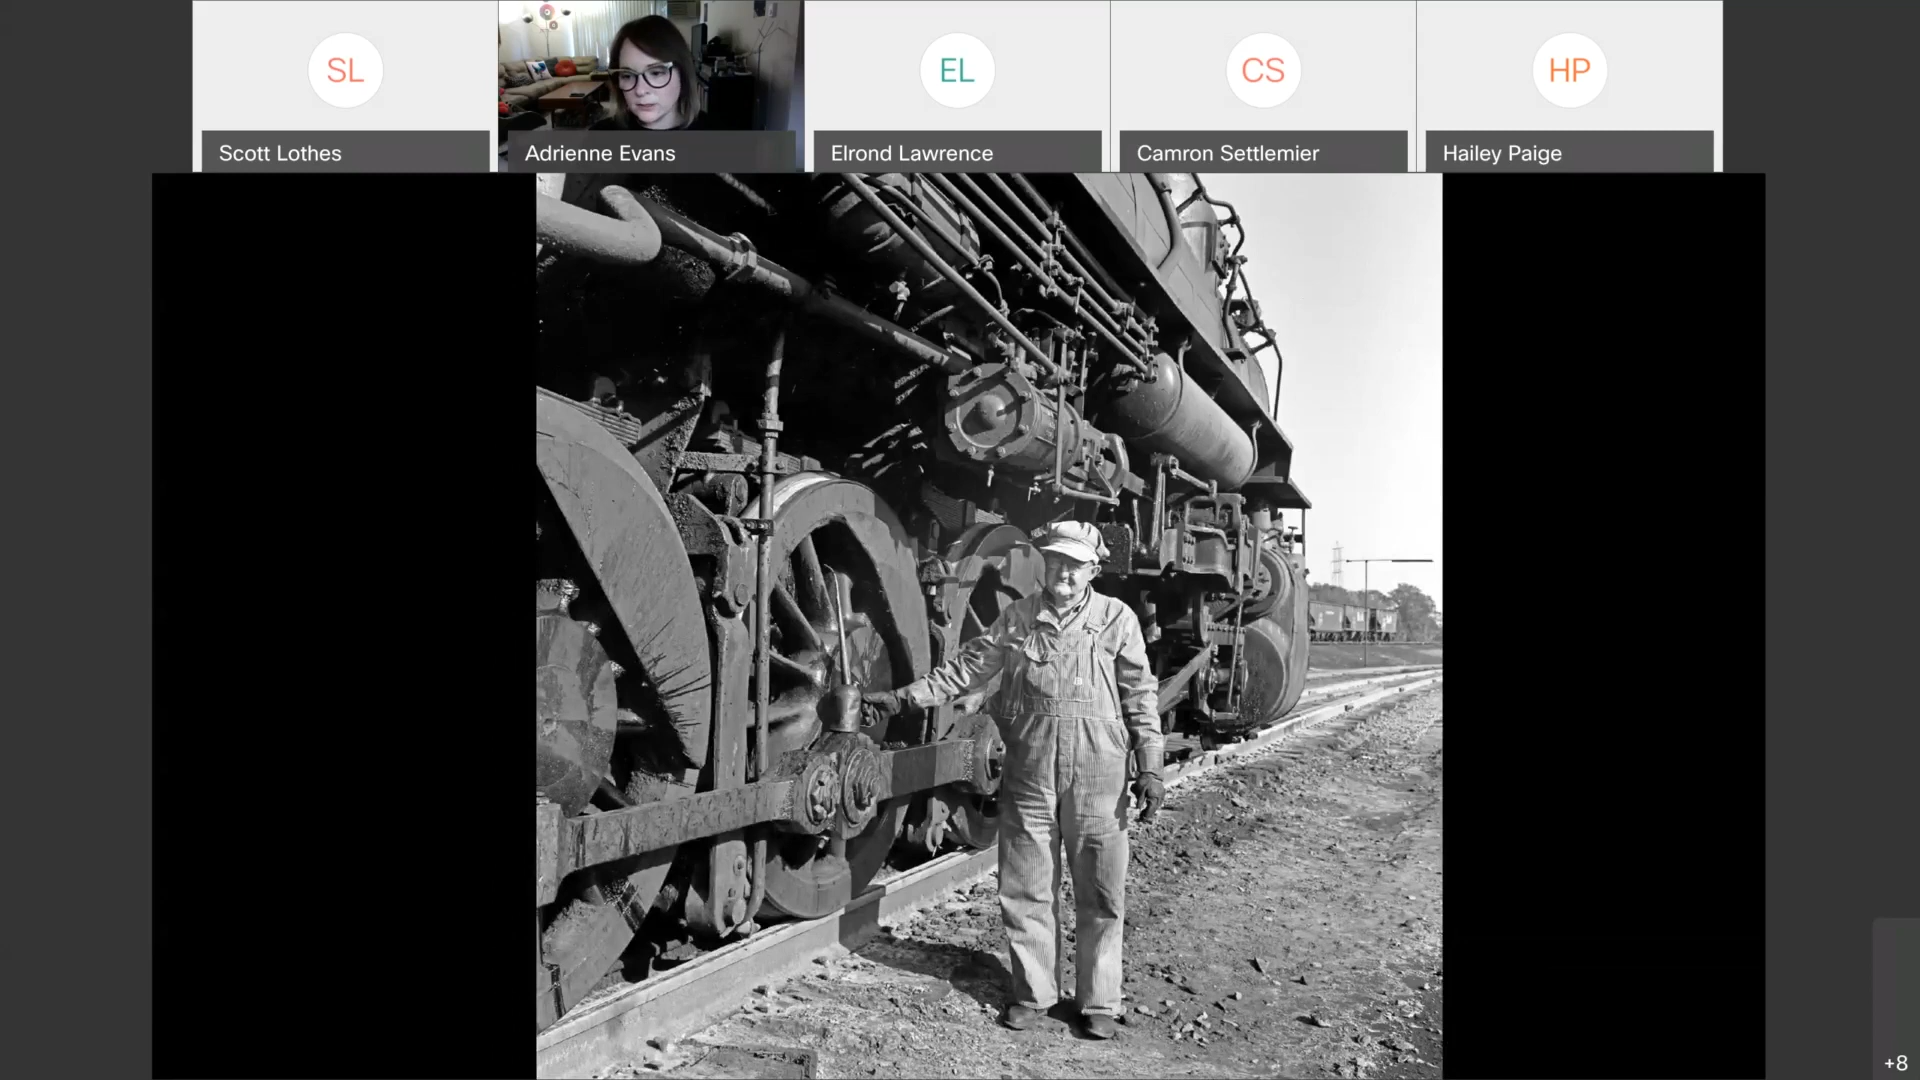 SL
EL
CS
HP
Scott Lothes
Adrienne Evans
Elrond Lawrence
Camron Settlemier
Hailey Paige
+8